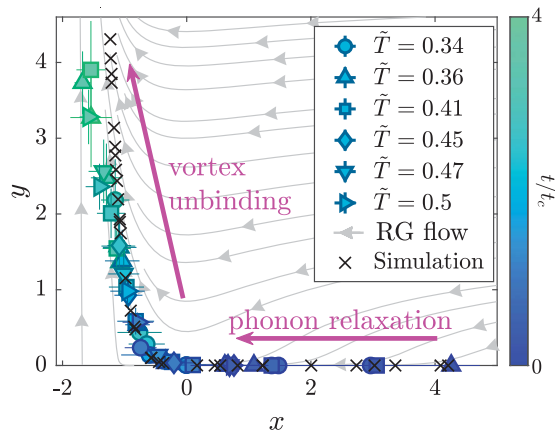 4
3
2
1
0
y
-2
0
2
4
x
vortex
unbinding
phonon relaxation
T̃ = 0.34
T̃ = 0.36
T̃ = 0.41
T̃ = 0.45
T̃ = 0.47
T̃ = 0.5
RG flow
Simulation
4
0
t/t_c